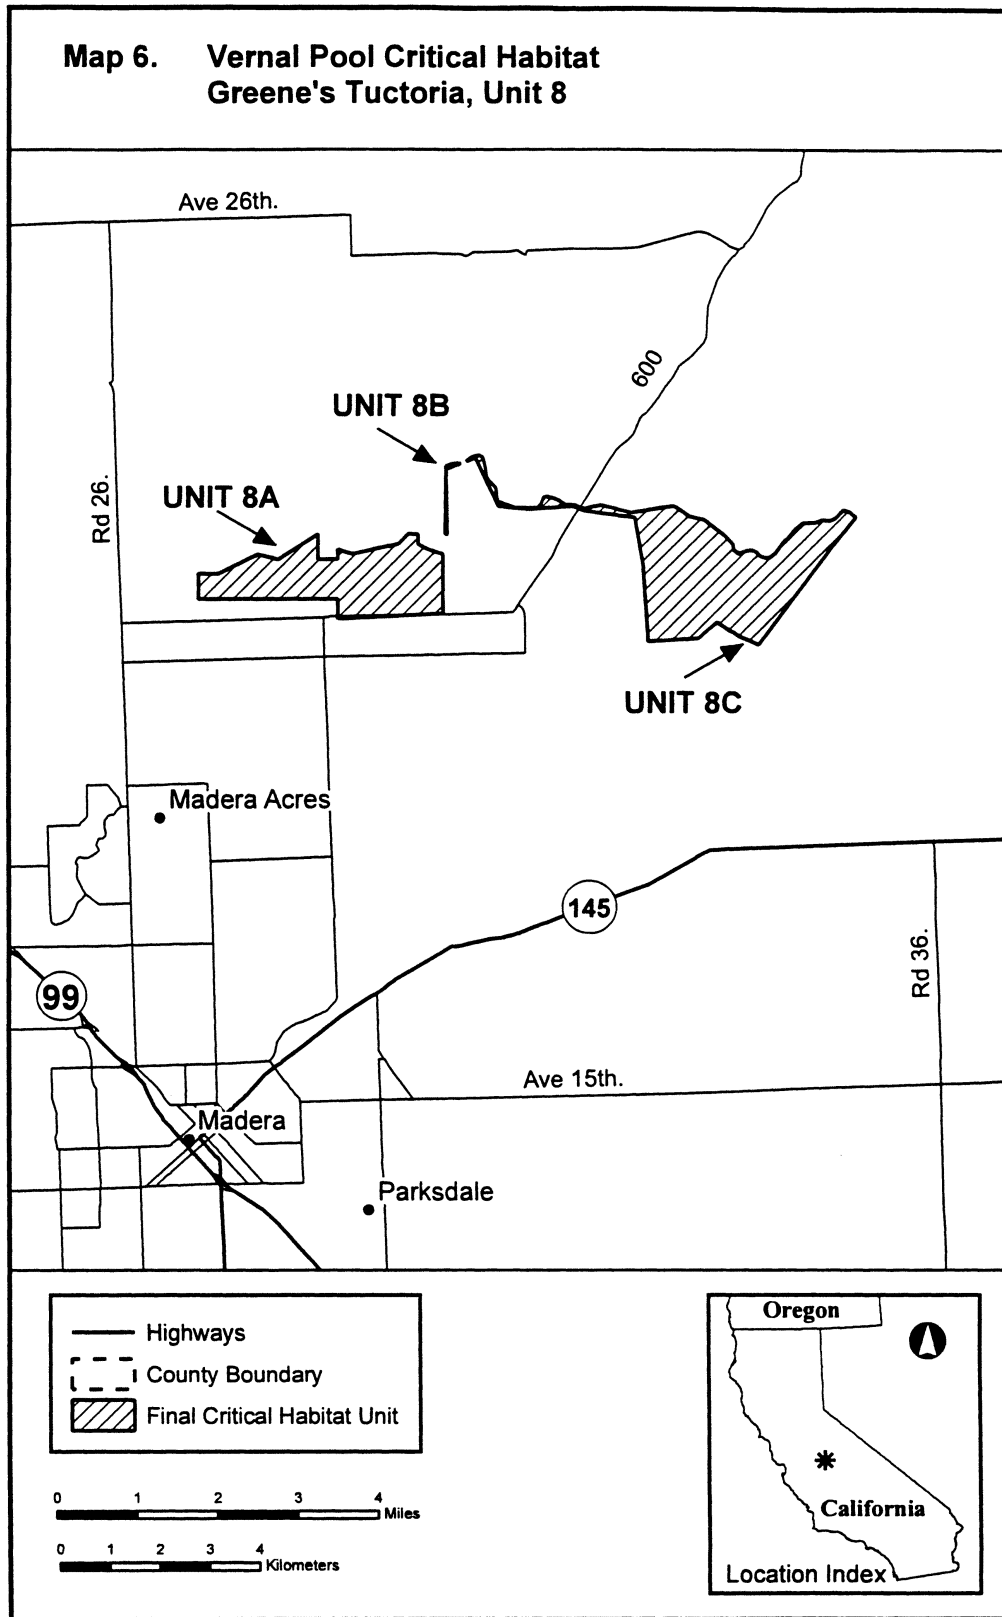 Map 6. Vernal Pool Critical Habitat
Greene's Tuctoria, Unit 8
Ave 26th.
600
UNIT 8B
Rd 26.
UNIT 8A
UNIT 8C
Madera Acres
145
Rd 36.
99
Ave 15th.
Madera
Parksdale
Highways
County Boundary
Final Critical Habitat Unit
0 1 2 3 4 Miles
0 1 2 3 4 Kilometers
Oregon
California
Location Index